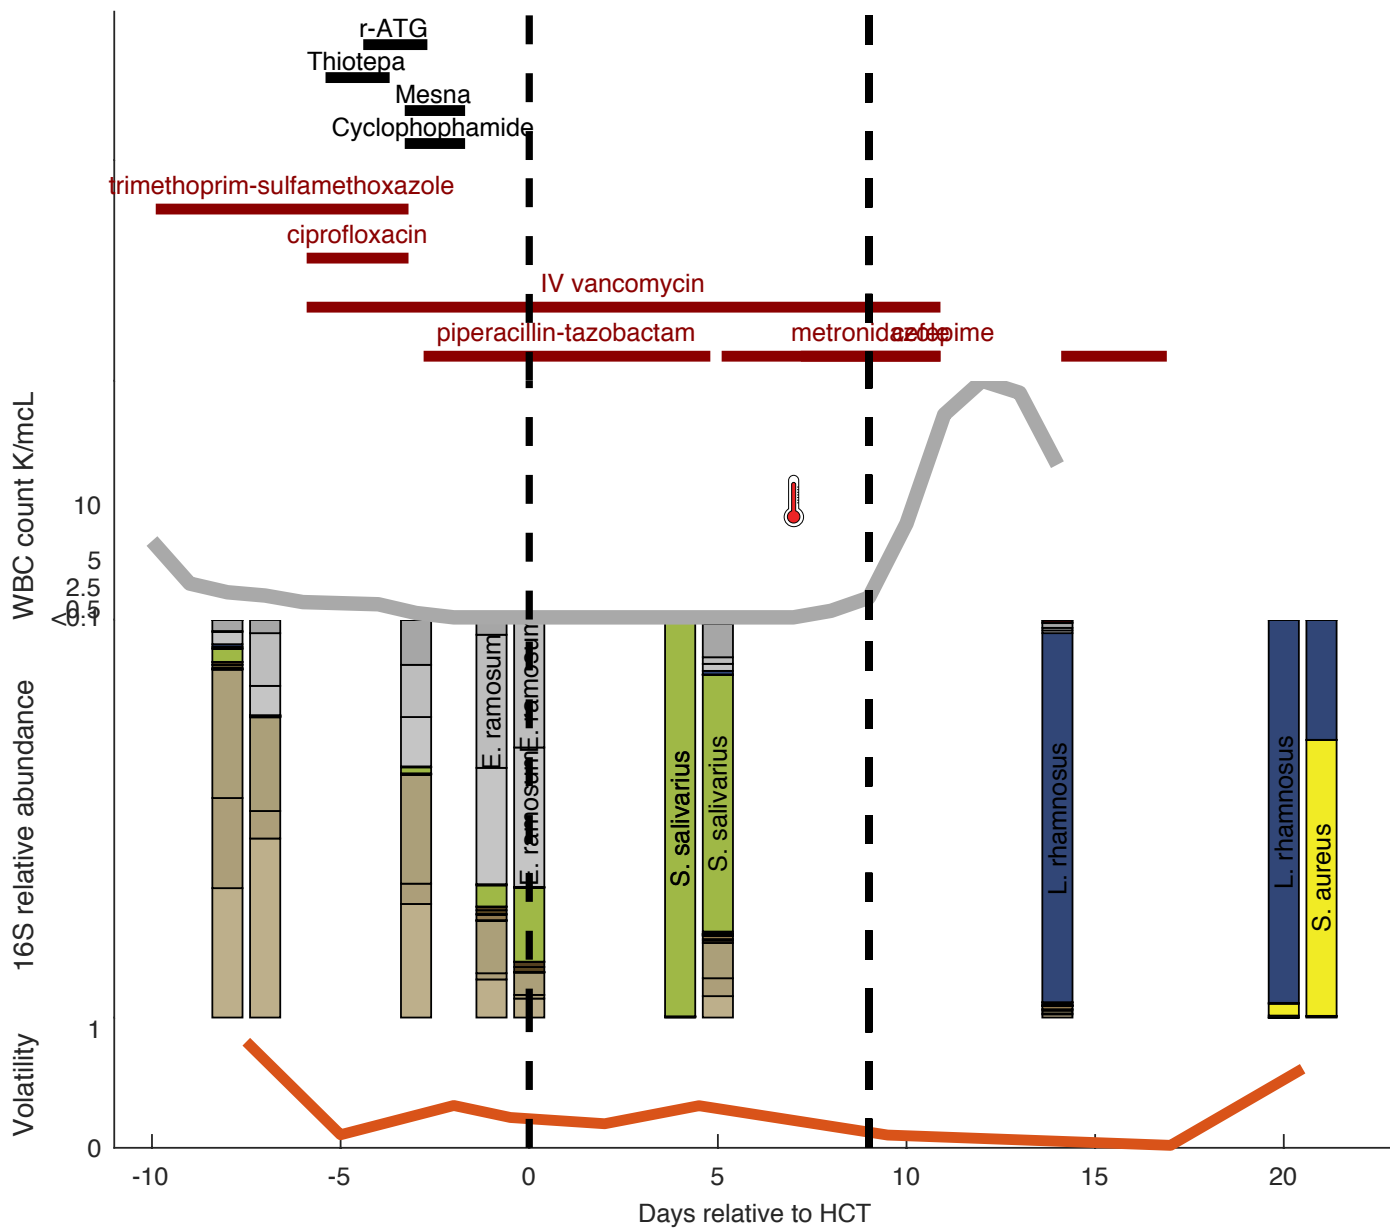 r-ATG
Thiotepa
Mesna
Cyclophophamide
trimethoprim-sulfamethoxazole
ciprofloxacin
IV vancomycin
piperacillin-tazobactam
metronidazole
cefepime
WBC count K/mcL
10
5
2.5
<0.1
0.5
16S relative abundance
E. ramosum
E. ramosum
E. ramosum
S. salivarius
S. salivarius
L. rhamnosus
L. rhamnosus
S. aureus
Volatility
1
0
-10
-5
0
5
10
15
20
Days relative to HCT